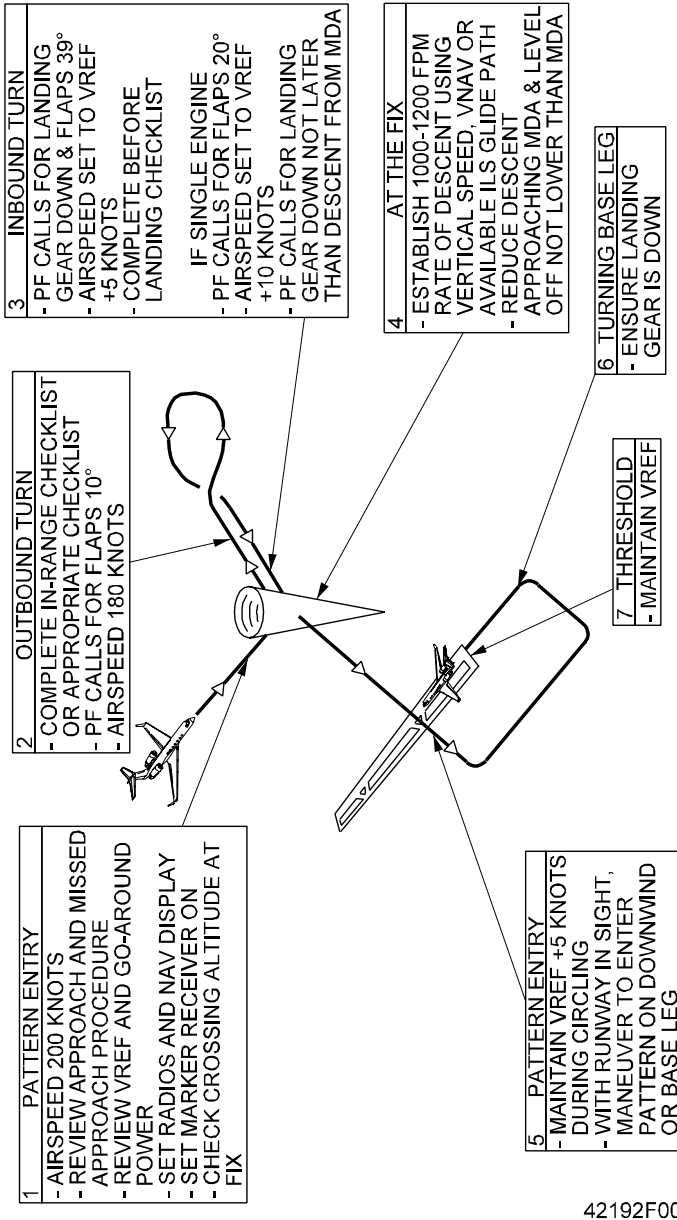 1 PATTERN ENTRY
- AIRSPEED 200 KNOTS
- REVIEW APPROACH AND MISSED
APPROACH PROCEDURE
- REVIEW VREF AND GO-AROUND
POWER
- SET RADIOS AND NAV DISPLAY
- SET MARKER RECEIVER ON
- CHECK CROSSING ALTITUDE AT
FIX
2 OUTBOUND TURN
- COMPLETE IN-RANGE CHECKLIST
OR APPROPRIATE CHECKLIST
- PF CALLS FOR FLAPS 10°
- AIRSPEED 180 KNOTS
3 INBOUND TURN
- PF CALLS FOR LANDING
GEAR DOWN & FLAPS 39°
- AIRSPEED SET TO VREF
+5 KNOTS
- COMPLETE BEFORE
LANDING CHECKLIST
IF SINGLE ENGINE
- PF CALLS FOR FLAPS 20°
- AIRSPEED SET TO VREF
+10 KNOTS
- PF CALLS FOR LANDING
GEAR DOWN NOT LATER
THAN DESCENT FROM MDA
4 AT THE FIX
- ESTABLISH 1000-1200 FPM
RATE OF DESCENT USING
VERTICAL SPEED, VNAV OR
AVAILABLE ILS GLIDE PATH
- REDUCE DESCENT
APPROACHING MDA & LEVEL
OFF NOT LOWER THAN MDA
5 PATTERN ENTRY
- MAINTAIN VREF +5 KNOTS
DURING CIRCLING
- WITH RUNWAY IN SIGHT,
MANEUVER TO ENTER
PATTERN ON DOWNWIND
OR BASE LEG
6 TURNING BASE LEG
- ENSURE LANDING
GEAR IS DOWN
7 THRESHOLD
- MAINTAIN VREF
42192F00